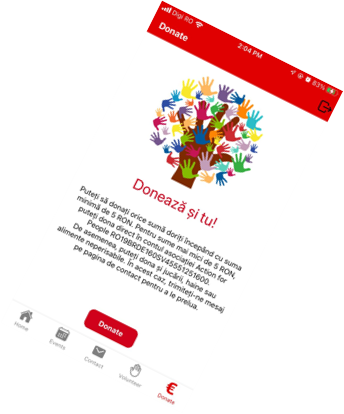 Digi RO
2:04 PM
83%
Donate
Donează și tu!
Puteți să donați orice sumă doriți începând cu suma
minimă de 5 RON. Pentru sume mai mici de 5 RON,
puteți dona direct în contul asociației Action for
People RO19BRDE160SV45551251600.
De asemenea, puteți dona și jucării, haine sau
alimente neperisabile. În acest caz, trimiteți-ne mesaj
pe pagina de contact pentru a le prelua.
Donate
Home
Events
Contact
Volunteer
Donate